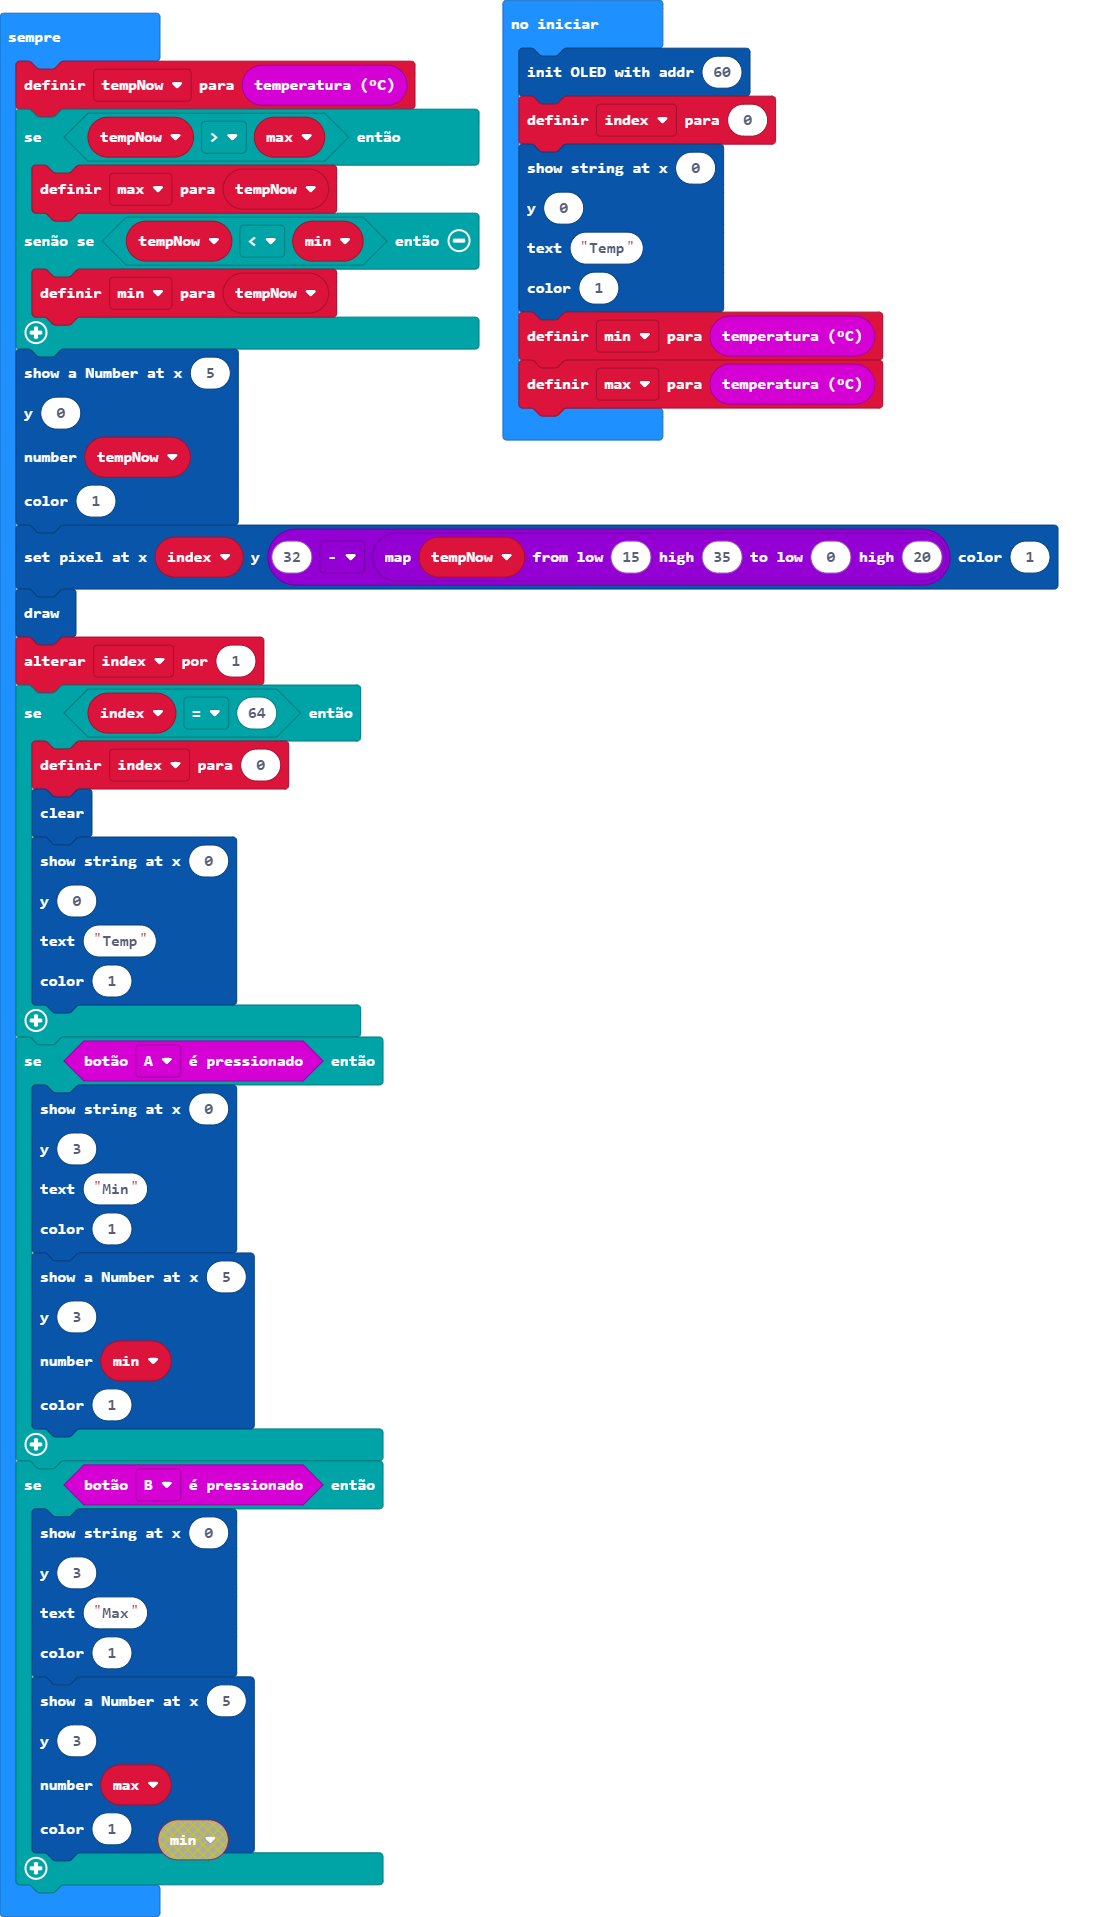 sempre
definir tempNow para temperatura (ºC)
se tempNow > max então
definir max para tempNow
senão se tempNow < min então
definir min para tempNow
show a Number at x 5
y 0
number tempNow
color 1
set pixel at x index y 32 - map tempNow from low 15 high 35 to low 0 high 20 color 1
draw
alterar index por 1
se index = 64 então
definir index para 0
clear
show string at x 0
y 0
text "Temp"
color 1
se botão A é pressionado então
show string at x 0
y 3
text "Min"
color 1
show a Number at x 5
y 3
number min
color 1
se botão B é pressionado então
show string at x 0
y 3
text "Max"
color 1
show a Number at x 5
y 3
number max
color 1
min
no iniciar
init OLED with addr 60
definir index para 0
show string at x 0
y 0
text "Temp"
color 1
definir min para temperatura (ºC)
definir max para temperatura (ºC)